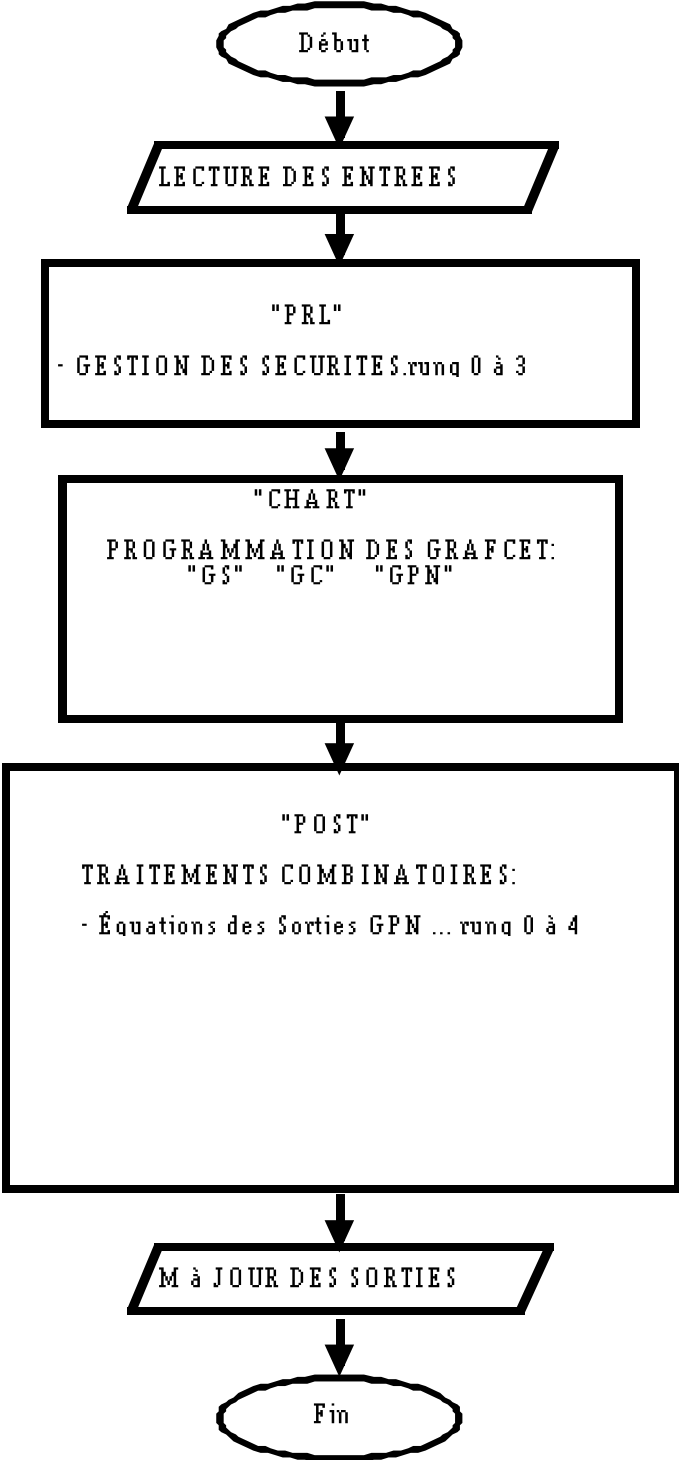 Début
LECTURE DES ENTREES
"PRL"
- GESTION DES SECURITES.rung 0 à 3
"CHART"
PROGRAMMATION DES GRAFCET:
"GS" "GC" "GPN"
"POST"
TRAITEMENTS COMBINATOIRES:
- Équations des Sorties GPN ... rung 0 à 4
M à JOUR DES SORTIES
Fin